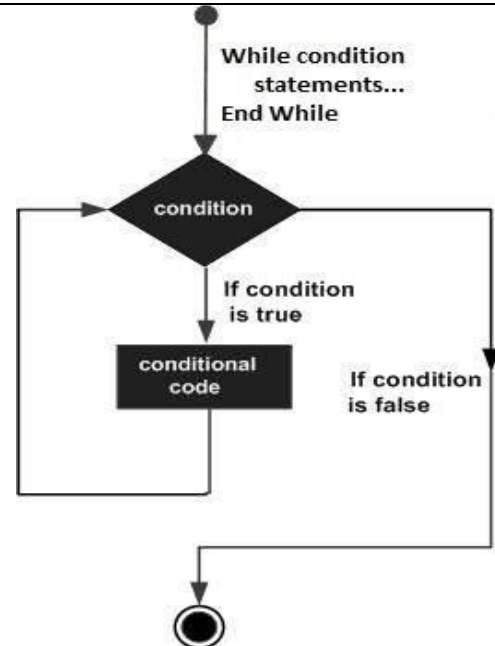 While condition
statements...
End While
condition
If condition
is true
conditional
code
If condition
is false